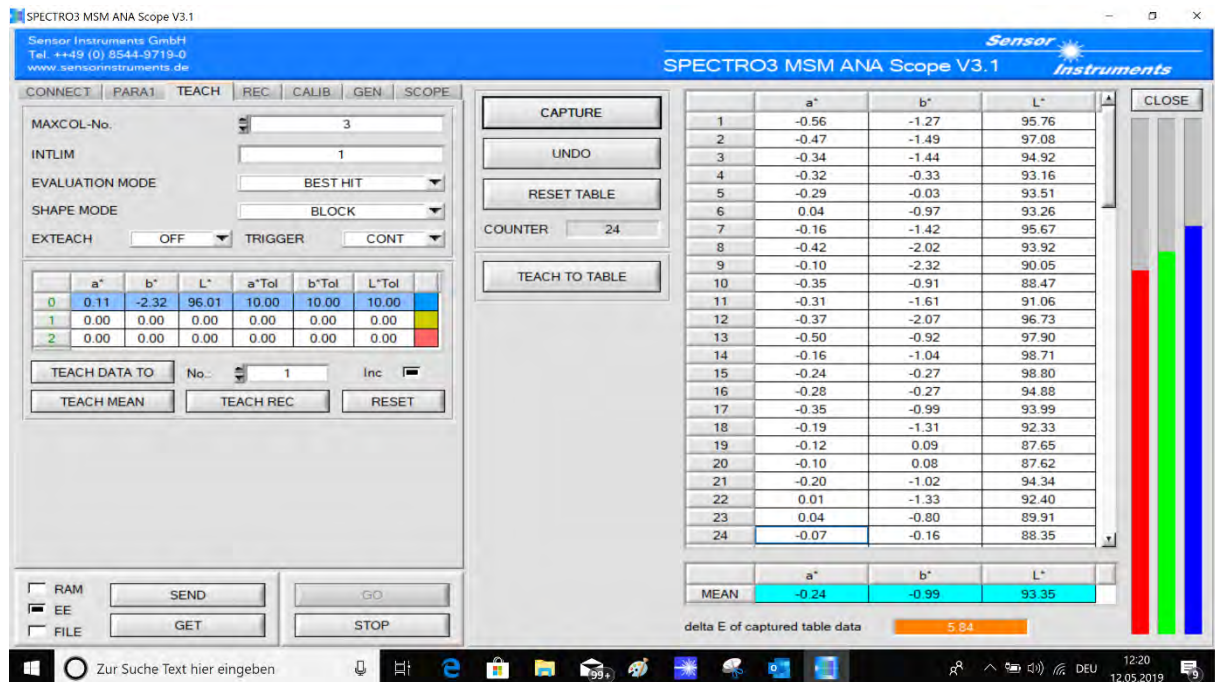 SPECTRO3 MSM ANA Scope V3.1
Sensor Instruments GmbH
Tel. ++49 (0) 8544-9719-0
www.sensorinstruments.de
Sensor
Instruments
SPECTRO3 MSM ANA Scope V3.1
CONNECT PARA1 TEACH REC CALIB GEN SCOPE
MAXCOL-No. 3
INTLIM 1
EVALUATION MODE BEST HIT
SHAPE MODE BLOCK
EXTEACH OFF TRIGGER CONT
a* b* L* a*Tol b*Tol L*Tol
0 0.11 -2.32 96.01 10.00 10.00 10.00
1 0.00 0.00 0.00 0.00 0.00 0.00
2 0.00 0.00 0.00 0.00 0.00 0.00
TEACH DATA TO No.: 1 Inc
TEACH MEAN TEACH REC RESET
RAM
EE
FILE
SEND GO
GET STOP
CAPTURE
UNDO
RESET TABLE
COUNTER 24
TEACH TO TABLE
a* b* L*
1 -0.56 -1.27 95.76
2 -0.47 -1.49 97.08
3 -0.34 -1.44 94.92
4 -0.32 -0.33 93.16
5 -0.29 -0.03 93.51
6 0.04 -0.97 93.26
7 -0.16 -1.42 95.67
8 -0.42 -2.02 93.92
9 -0.10 -2.32 90.05
10 -0.35 -0.91 88.47
11 -0.31 -1.61 91.06
12 -0.37 -2.07 96.73
13 -0.50 -0.92 97.90
14 -0.16 -1.04 98.71
15 -0.24 -0.27 98.80
16 -0.28 -0.27 94.88
17 -0.35 -0.99 93.99
18 -0.19 -1.31 92.33
19 -0.12 0.09 87.65
20 -0.10 0.08 87.62
21 -0.20 -1.02 94.34
22 0.01 -1.33 92.40
23 0.04 -0.80 89.91
24 -0.07 -0.16 88.35
a* b* L*
MEAN -0.24 -0.99 93.35
delta E of captured table data 5.84
CLOSE
Zur Suche Text hier eingeben
99+
DEU
12:20
12.05.2019
9